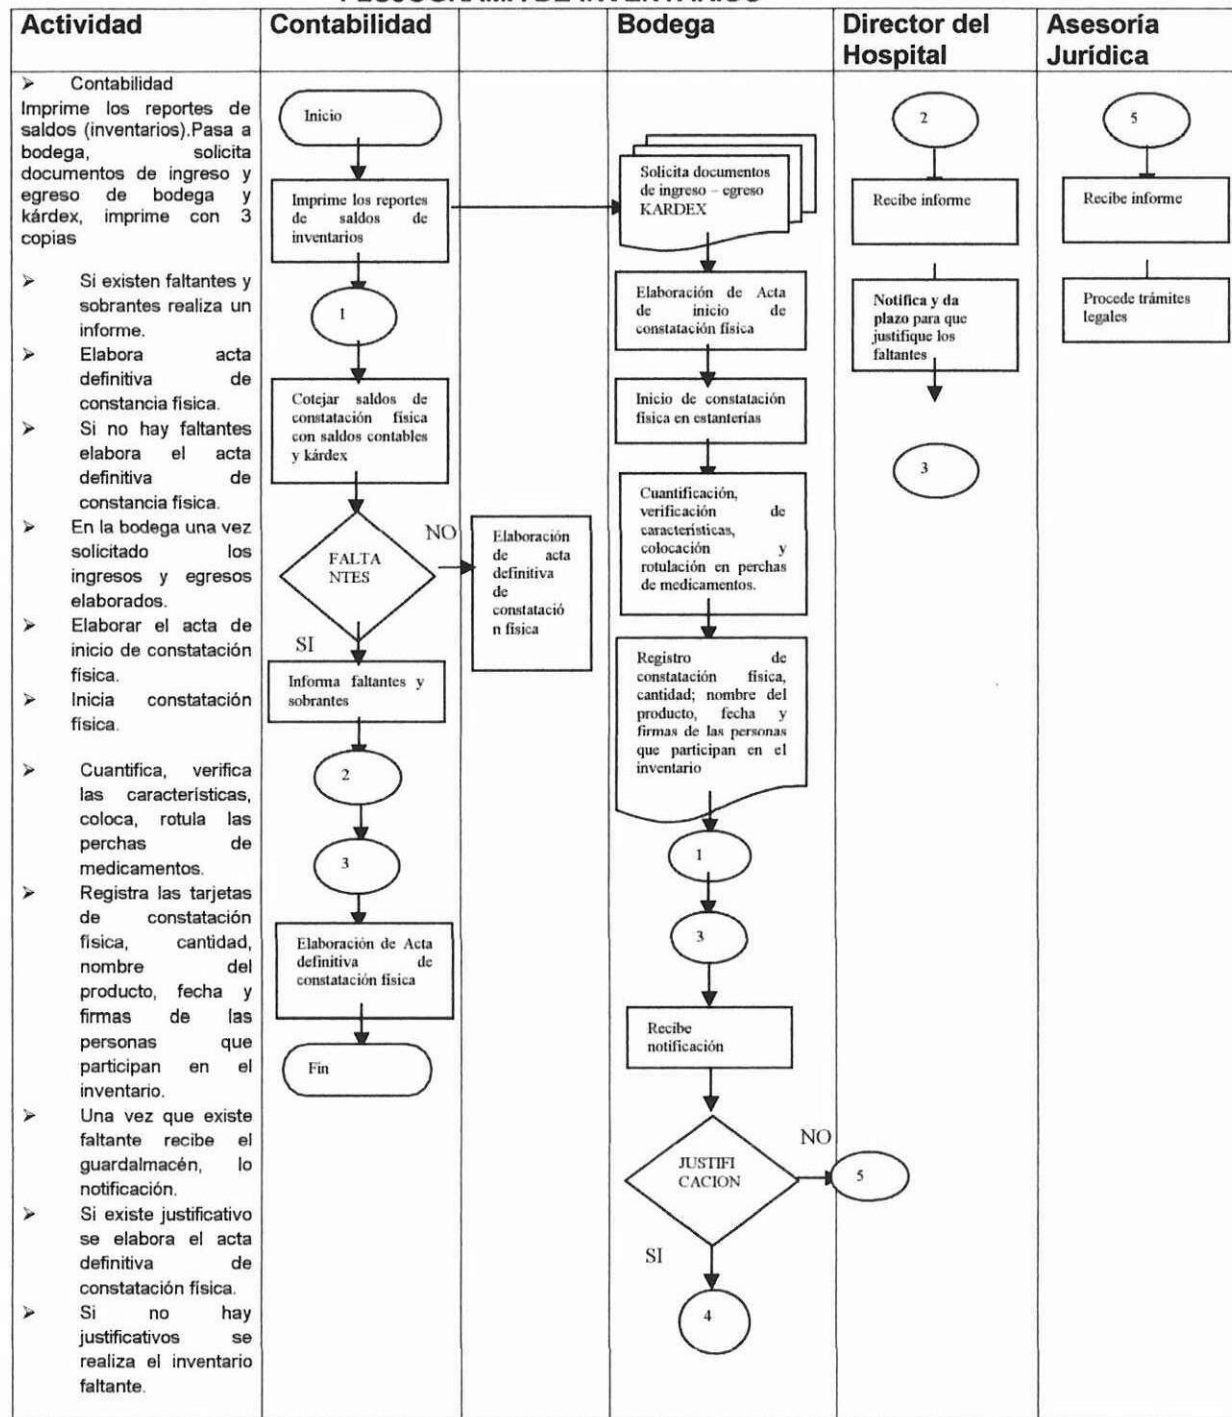 Actividad
Contabilidad
Bodega
Director del
Hospital
Asesoría
Jurídica
➢ Contabilidad
Imprime los reportes de
saldos (inventarios).Pasa a
bodega, solicita
documentos de ingreso y
egreso de bodega y
kárdex, imprime con 3
copias
➢ Si existen faltantes y
sobrantes realiza un
informe.
➢ Elabora acta
definitiva de
constancia física.
➢ Si no hay faltantes
elabora el acta
definitiva de
constancia física.
➢ En la bodega una vez
solicitado los
ingresos y egresos
elaborados.
➢ Elaborar el acta de
inicio de constatación
física.
➢ Inicia constatación
física.
➢ Cuantifica, verifica
las características,
coloca, rotula las
perchas de
medicamentos.
➢ Registra las tarjetas
de constatación
física, cantidad,
nombre del
producto, fecha y
firmas de las
personas que
participan en el
inventario.
➢ Una vez que existe
faltante recibe el
guardalmacén, lo
notificación.
➢ Si existe justificativo
se elabora el acta
definitiva de
constatación física.
➢ Si no hay
justificativos se
realiza el inventario
faltante.
Inicio
Imprime los reportes
de saldos de
inventarios
1
Cotejar saldos de
constatación física
con saldos contables
y kárdex
FALTA
NTES
NO
SI
Informa faltantes y
sobrantes
2
3
Elaboración de Acta
definitiva de
constatación física
Fin
Elaboración
de acta
definitiva
de
constatació
n física
Solicita documentos
de ingreso – egreso
KARDEX
Elaboración de Acta
de inicio de
constatación física
Inicio de constatación
física en estanterías
Cuantificación,
verificación de
características,
colocación y
rotulación en perchas
de medicamentos.
Registro de
constatación física,
cantidad; nombre del
producto, fecha y
firmas de las personas
que participan en el
inventario
1
3
Recibe
notificación
JUSTIFI
CACION
NO
5
SI
4
2
Recibe informe
Notifica y da
plazo para que
justifique los
faltantes
3
5
Recibe informe
Procede trámites
legales